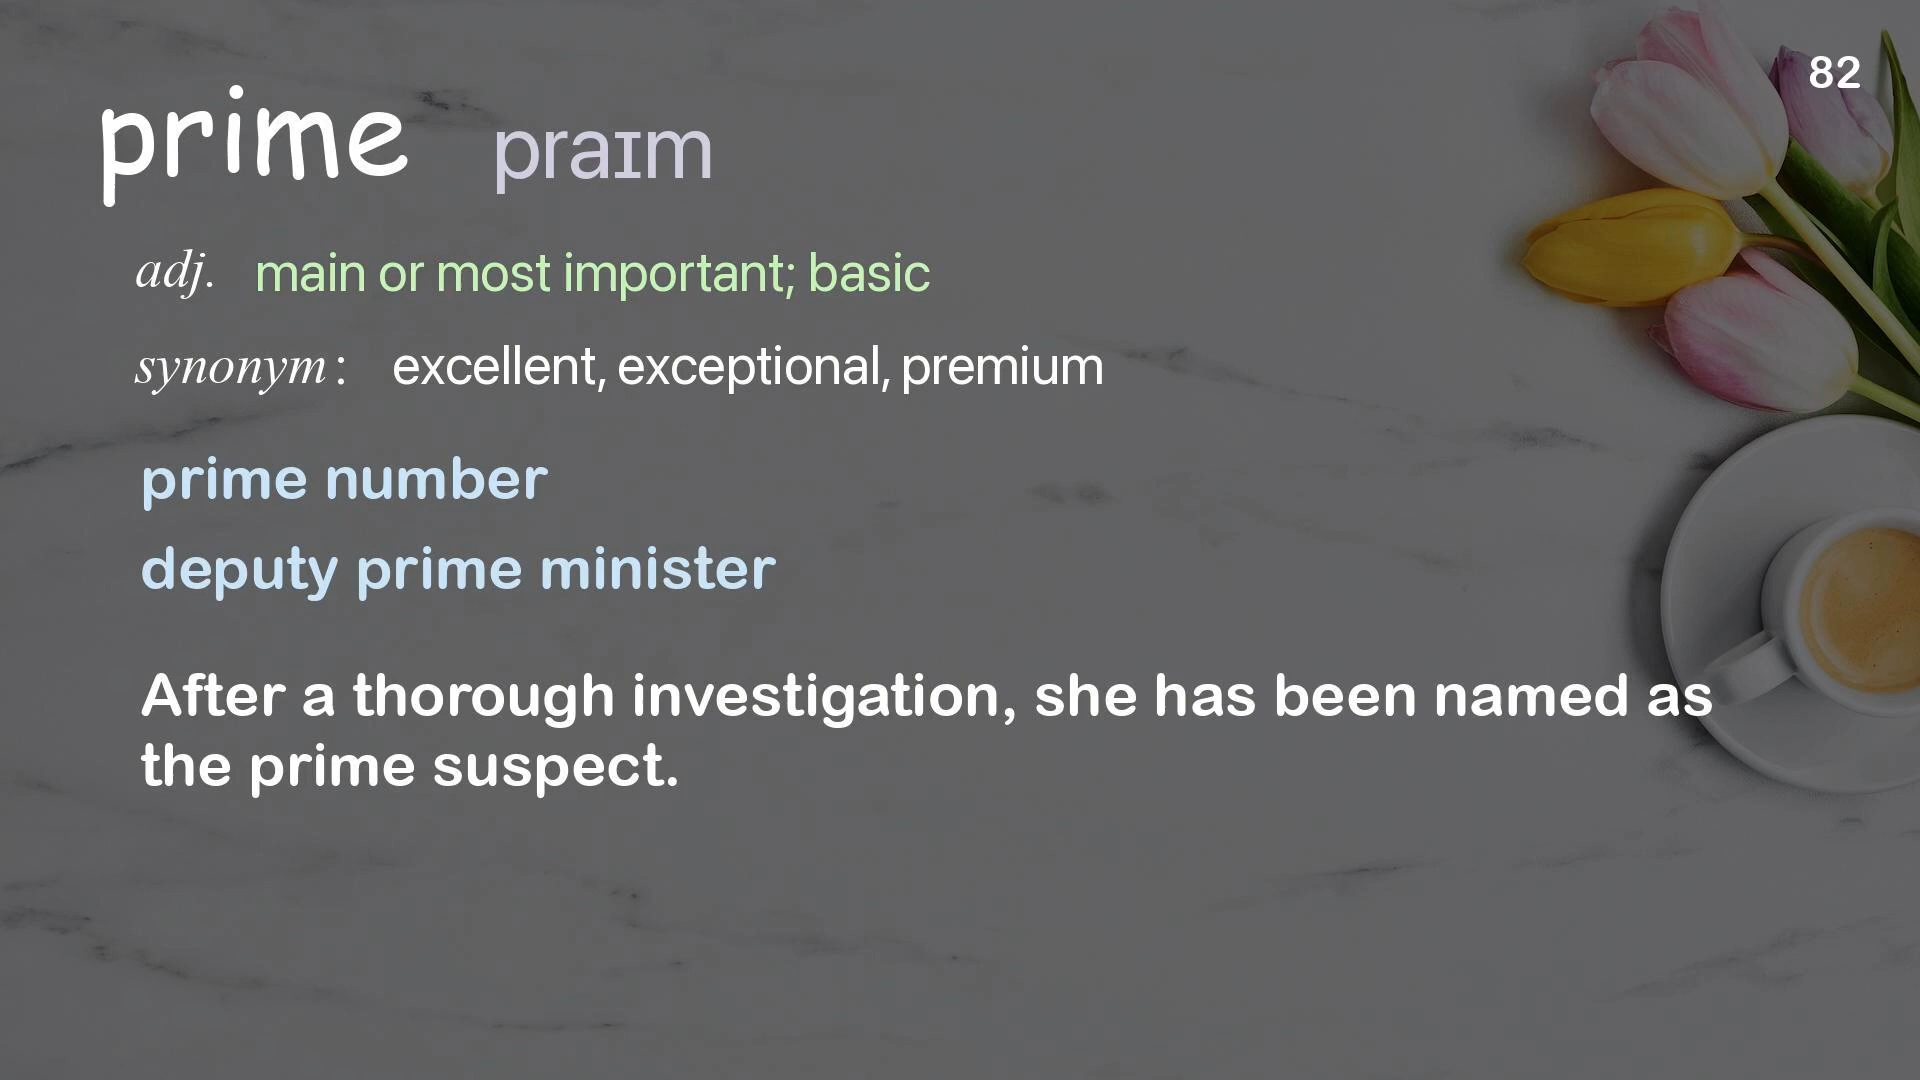 82
prime praɪm
adj. main or most important; basic
synonym: excellent, exceptional, premium
prime number
deputy prime minister
After a thorough investigation, she has been named as
the prime suspect.